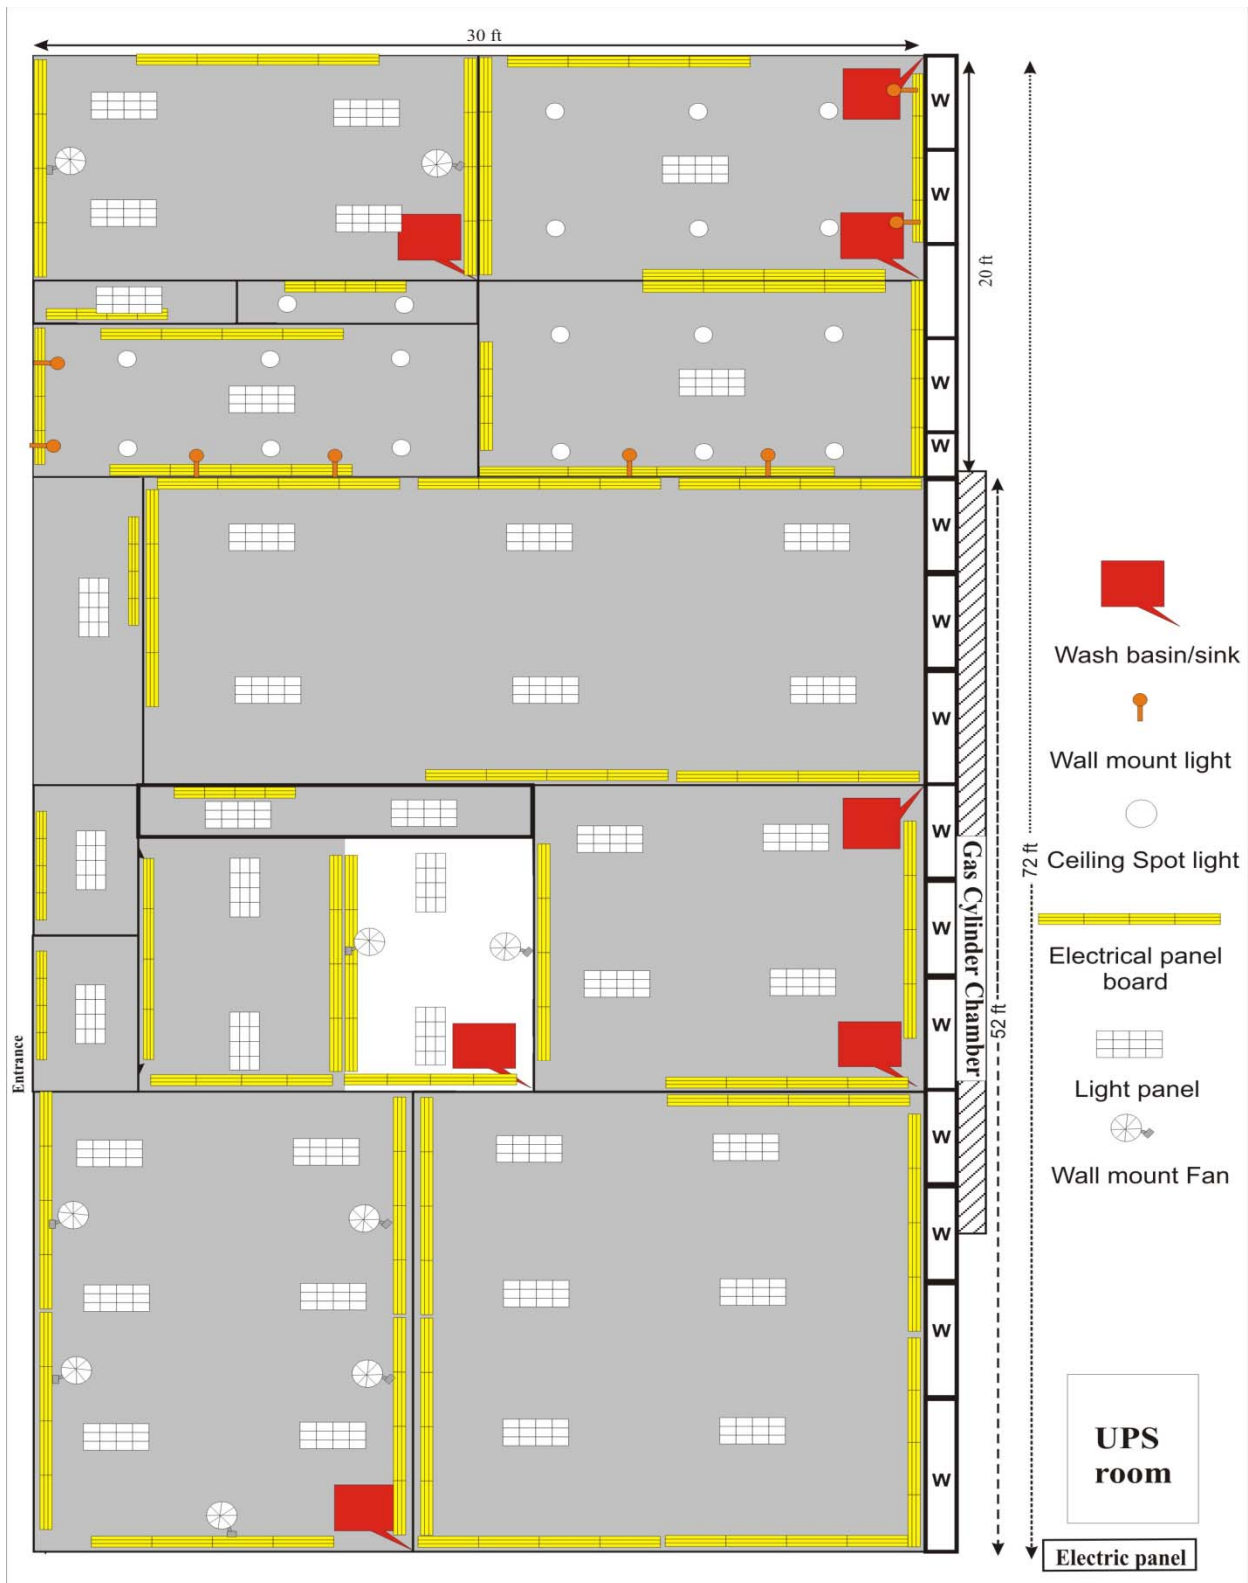 30 ft
W
W
20 ft
W
W
W
W
W
Wash basin/sink
Wall mount light
W
Gas Cylinder Chamber
72 ft
Ceiling Spot light
W
Electrical panel
board
W
52 ft
Entrance
Light panel
W
Wall mount Fan
W
W
UPS
room
W
Electric panel